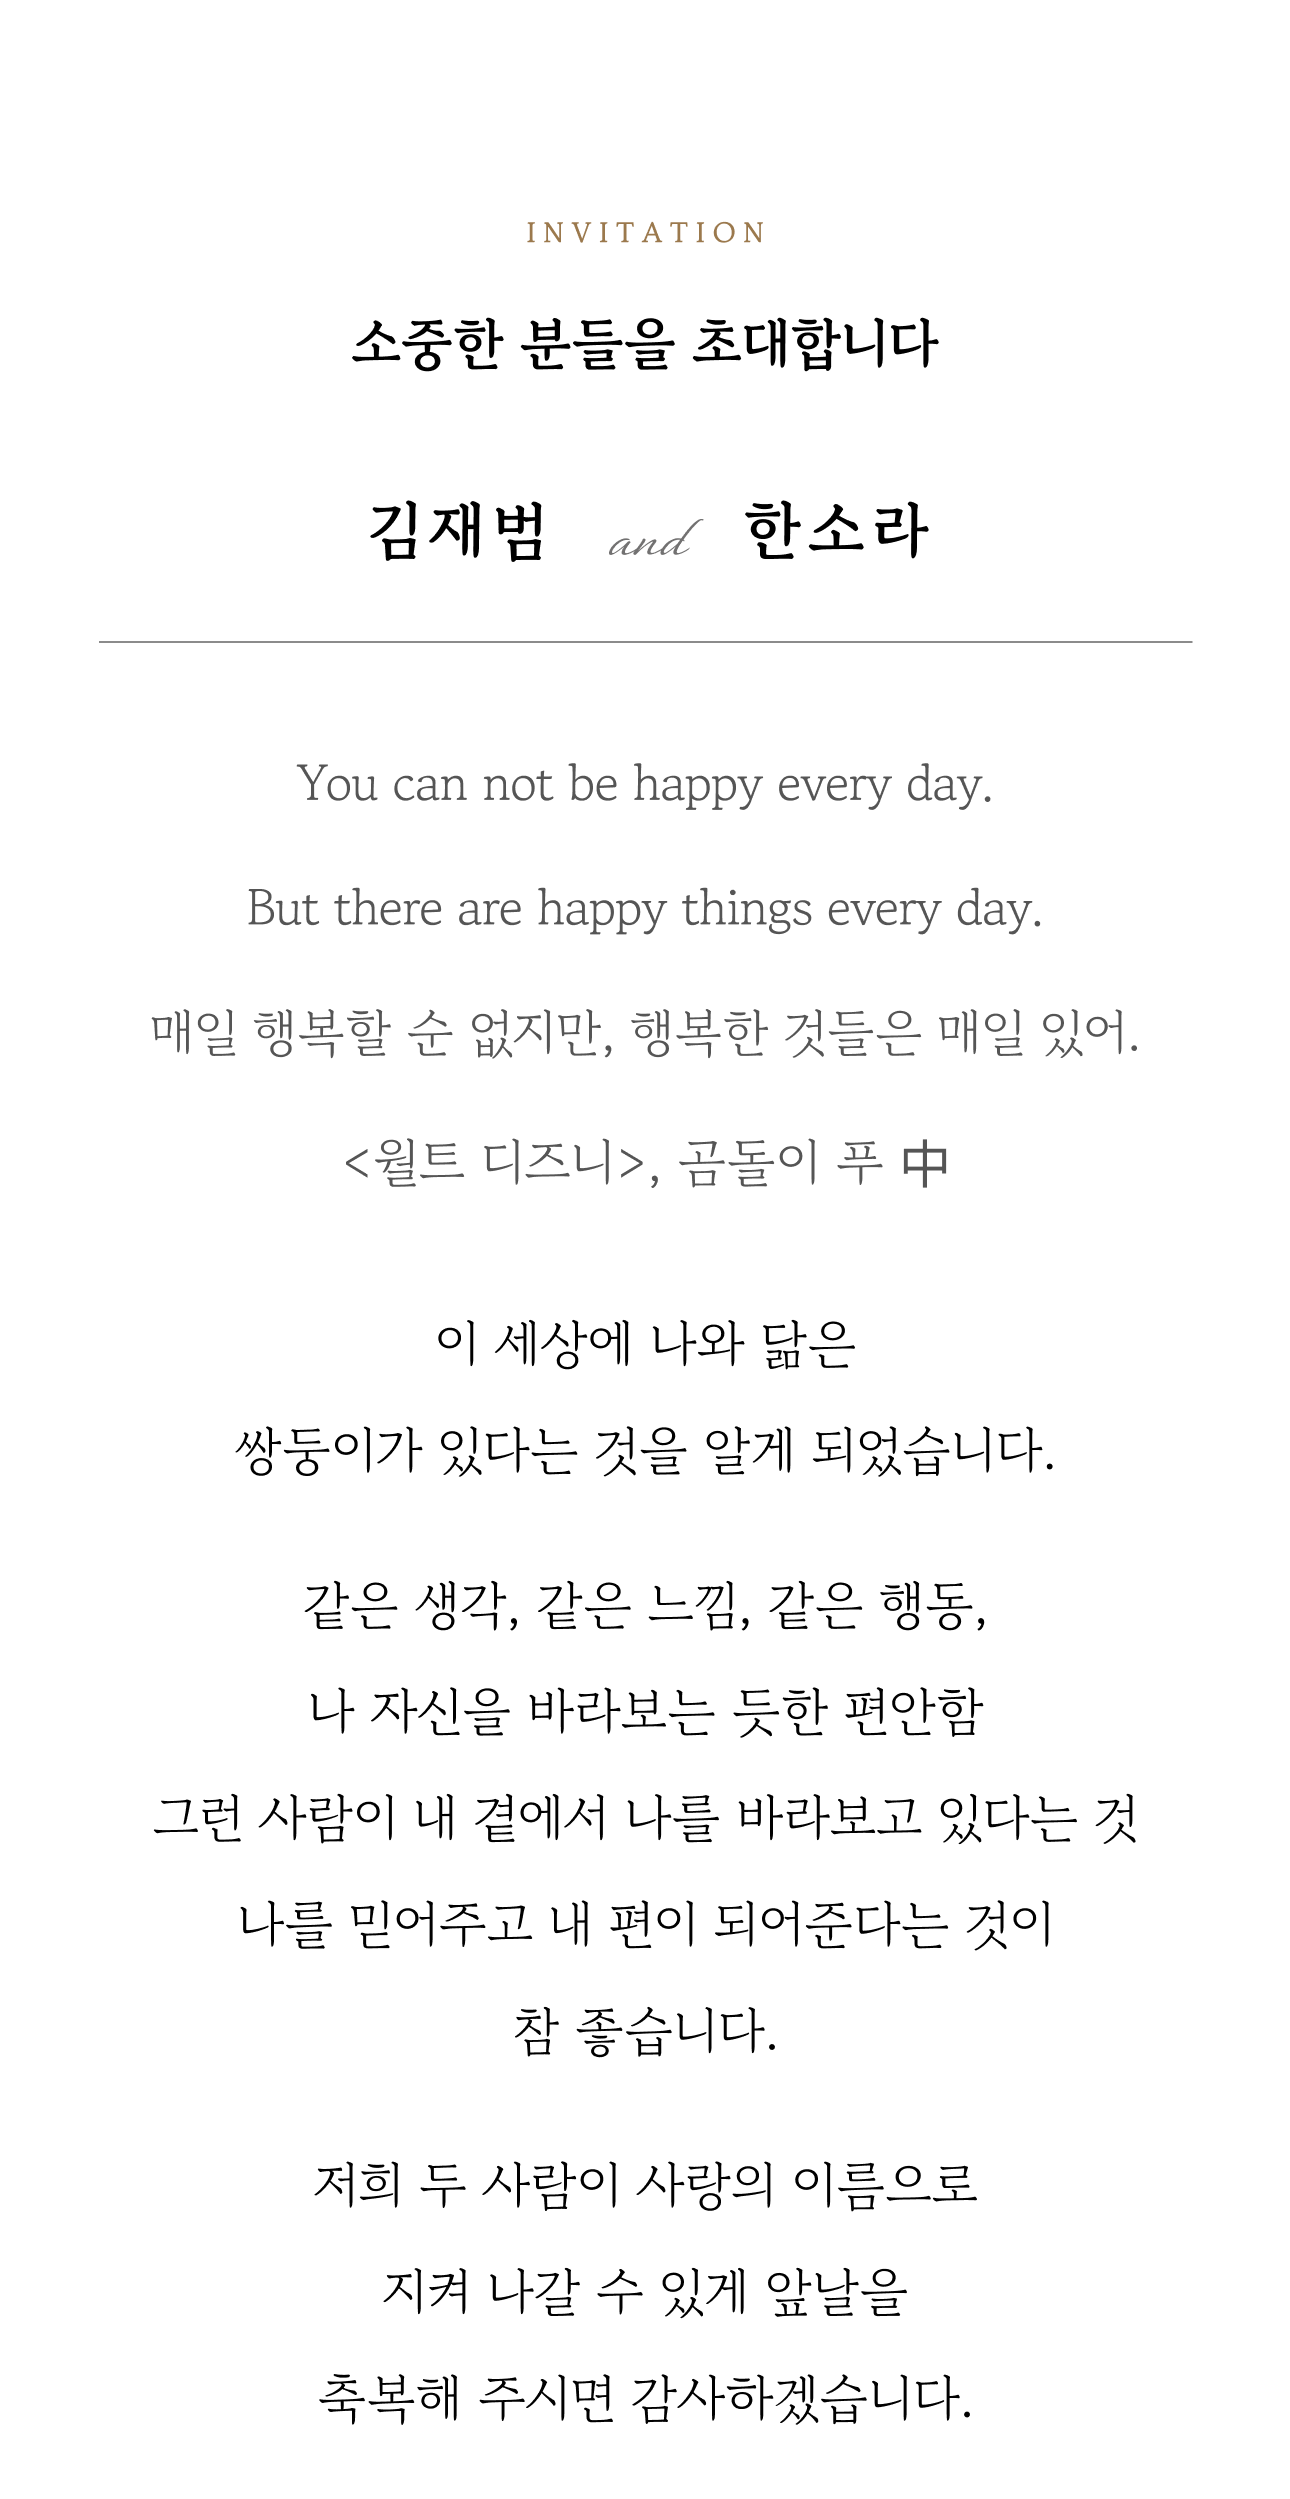 INVITATION
소중한 분들을 초대합니다
김재범 and 한소라
You can not be happy every day.
But there are happy things every day.
매일 행복할 수 없지만, 행복한 것들은 매일 있어.
<월트 디즈니>, 곰돌이 푸 中
이 세상에 나와 닮은
쌍둥이가 있다는 것을 알게 되었습니다.
같은 생각, 같은 느낌, 같은 행동,
나 자신을 바라보는 듯한 편안함
그런 사람이 내 곁에서 나를 바라보고 있다는 것
나를 믿어주고 내 편이 되어준다는 것이
참 좋습니다.
저희 두 사람이 사랑의 이름으로
지켜 나갈 수 있게 앞날을
축복해 주시면 감사하겠습니다.